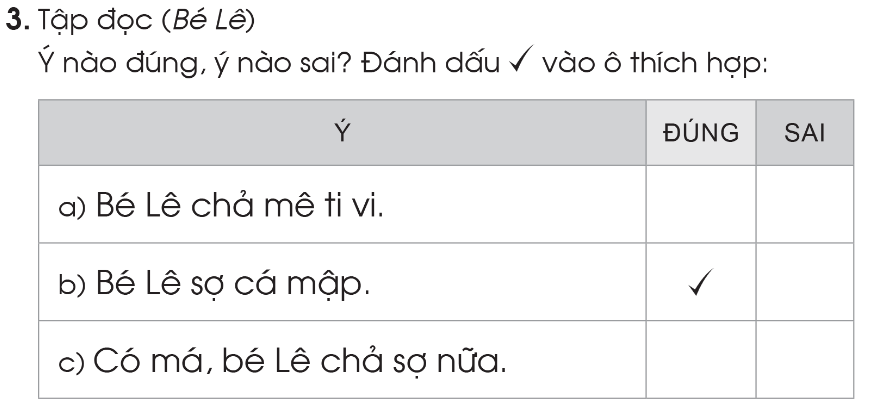 3. Tập đọc (Bé Lê)
Ý nào đúng, ý nào sai? Đánh dấu ✓ vào ô thích hợp:
Ý ĐÚNG SAI
a) Bé Lê chả mê ti vi.
b) Bé Lê sợ cá mập. ✓
c) Có má, bé Lê chả sợ nữa.